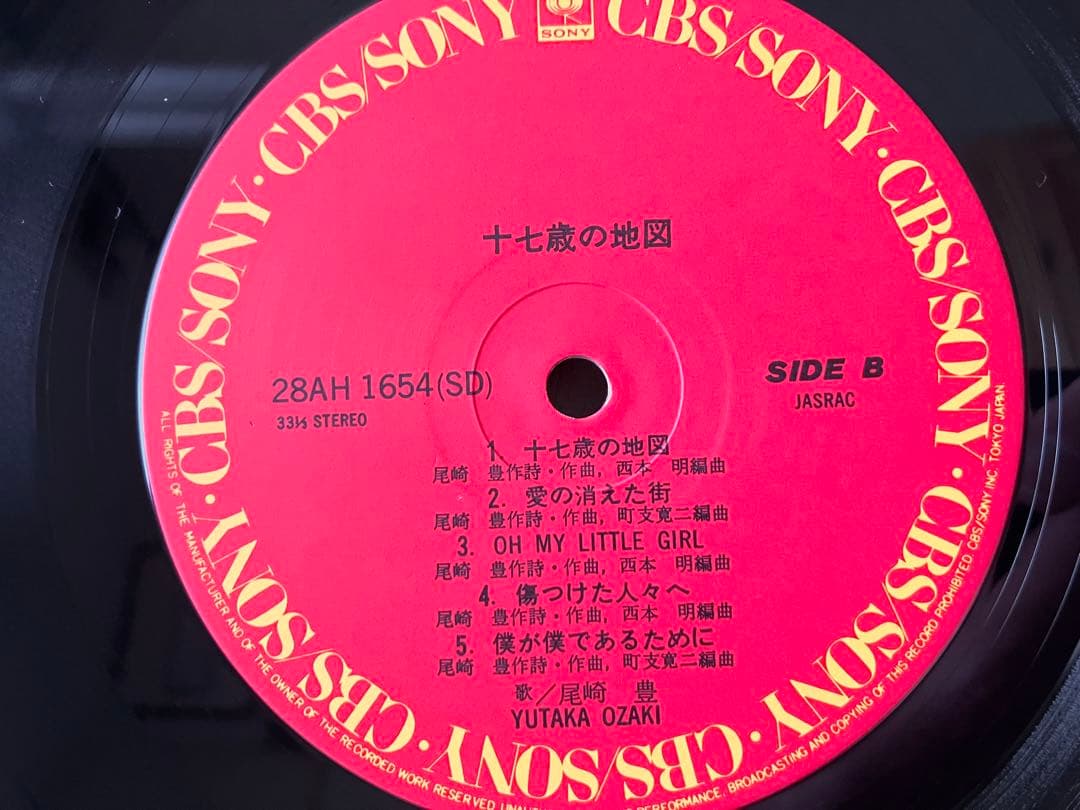 SONY
CBS/SONY · CBS/SONY · CBS/SONY · CBS/SONY · CBS/SONY · CBS/SONY · CBS/SONY · CBS/SONY
十七歳の地図
28AH 1654(SD)
33⅓ STEREO
SIDE B
JASRAC
1. 十七歳の地図
尾崎 豊作詩・作曲, 西本 明編曲
2. 愛の消えた街
尾崎 豊作詩・作曲, 町支寛二編曲
3. OH MY LITTLE GIRL
尾崎 豊作詩・作曲, 西本 明編曲
4. 傷つけた人々へ
尾崎 豊作詩・作曲, 西本 明編曲
5. 僕が僕であるために
尾崎 豊作詩・作曲, 町支寛二編曲
歌/尾崎 豊
YUTAKA OZAKI
ALL RIGHTS OF THE MANUFACTURER AND OF THE OWNER OF THE RECORDED WORK RESERVED
PERFORMANCE, BROADCASTING AND COPYING OF THIS RECORD PROHIBITED. CBS/SONY INC. TOKYO JAPAN